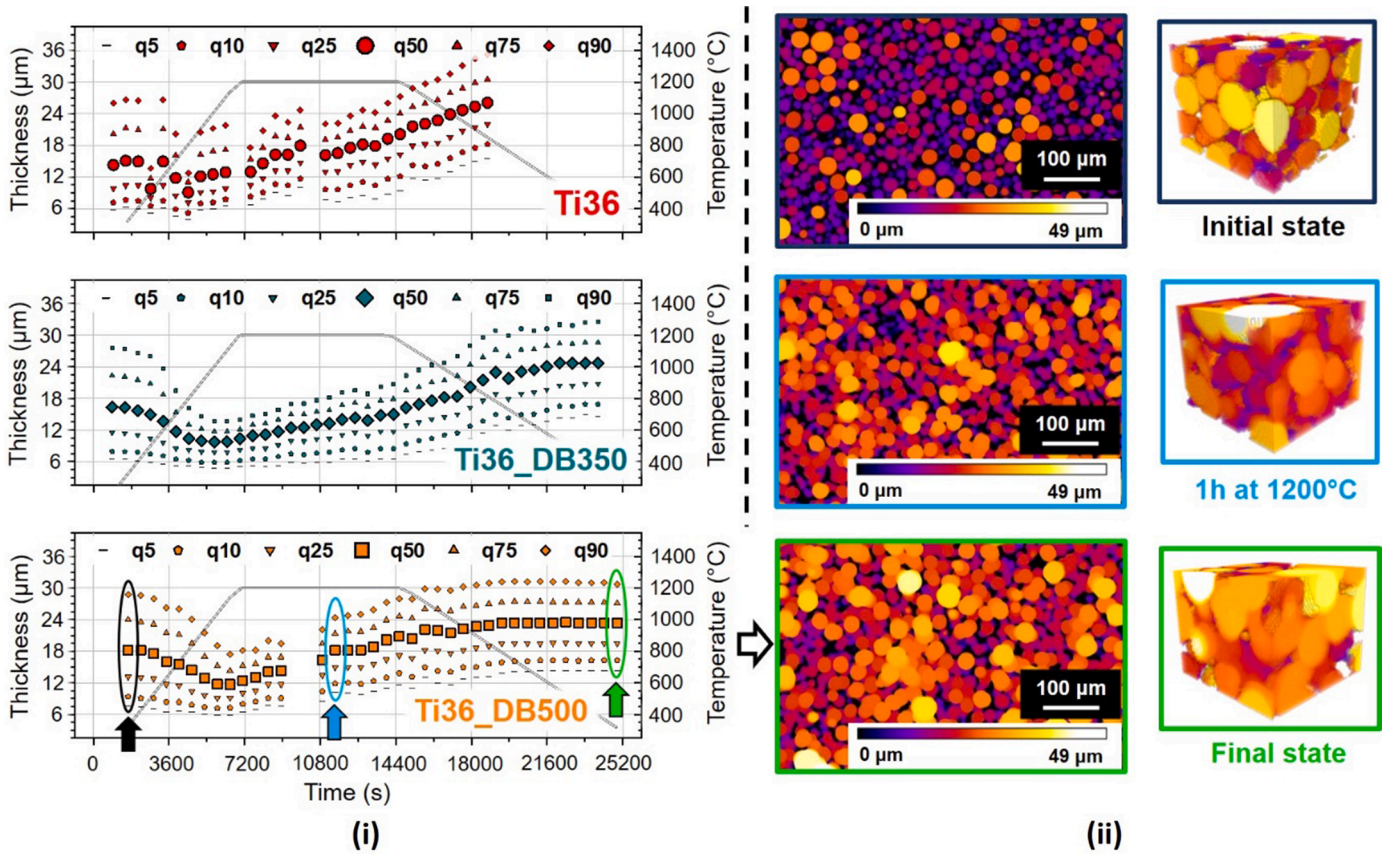 q5 q10 q25 q50 q75 q90
Thickness (µm)
36
30
24
18
12
6
1400
1200
1000
800
600
400
Temperature (°C)
Ti36
q5 q10 q25 q50 q75 q90
Thickness (µm)
36
30
24
18
12
6
1400
1200
1000
800
600
400
Temperature (°C)
Ti36_DB350
q5 q10 q25 q50 q75 q90
Thickness (µm)
36
30
24
18
12
6
1400
1200
1000
800
600
400
Temperature (°C)
Ti36_DB500
0 3600 7200 10800 14400 18000 21600 25200
Time (s)
(i)
100 µm
0 µm 49 µm
Initial state
100 µm
0 µm 49 µm
1h at 1200°C
100 µm
0 µm 49 µm
Final state
(ii)